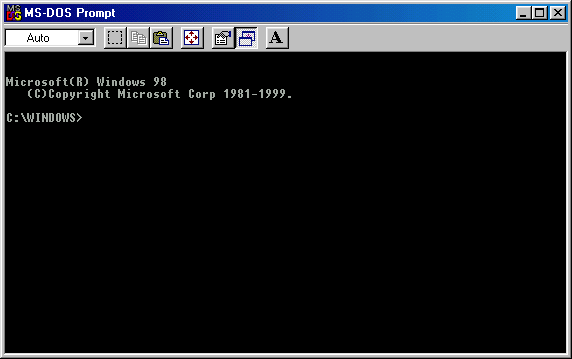 MS-DOS Prompt
Auto
A
Microsoft(R) Windows 98
(C)Copyright Microsoft Corp 1981-1999.
C:\WINDOWS>